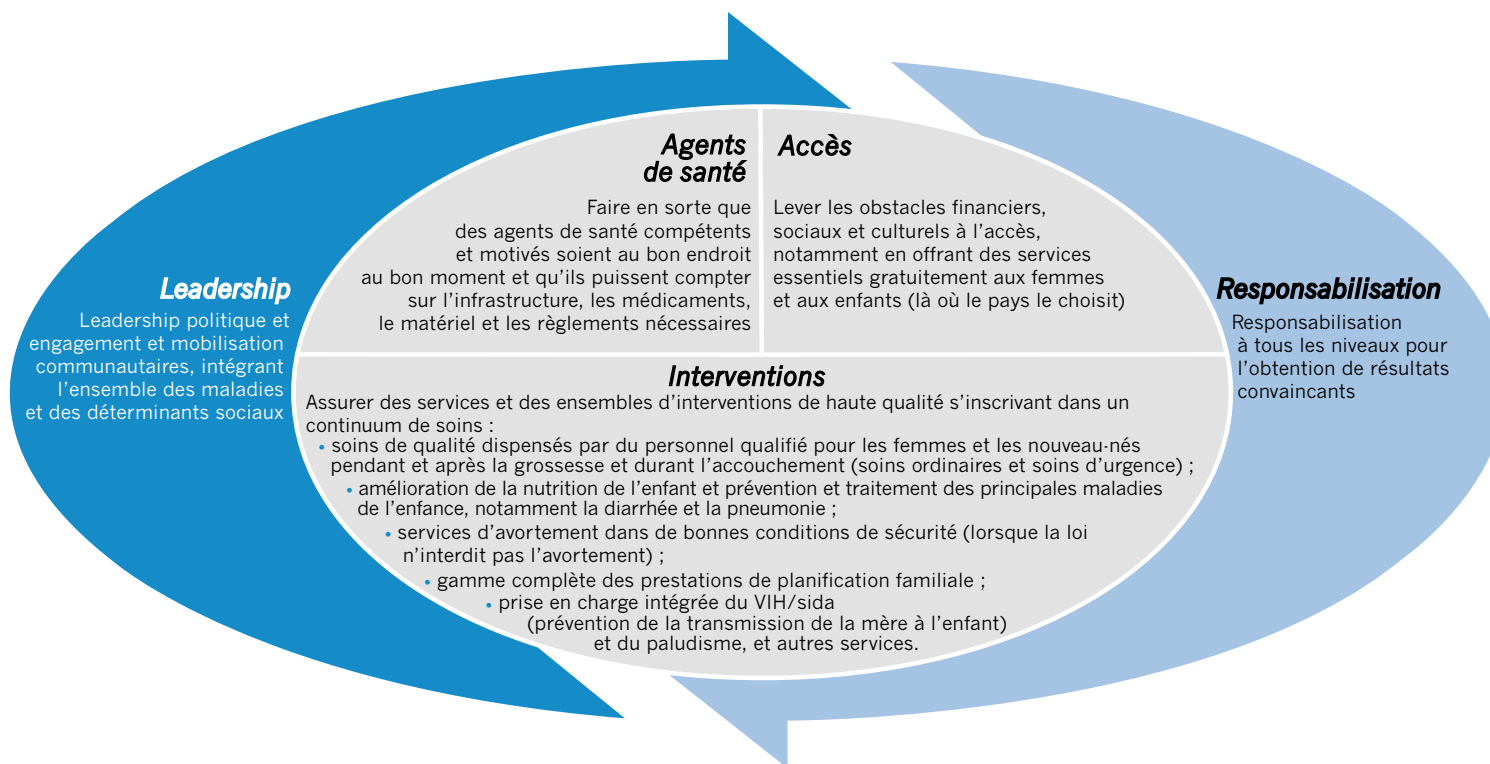 Leadership
Leadership politique et
engagement et mobilisation
communautaires, intégrant
l’ensemble des maladies
et des déterminants sociaux
Agents
de santé
Faire en sorte que
des agents de santé compétents
et motivés soient au bon endroit
au bon moment et qu’ils puissent compter
sur l’infrastructure, les médicaments,
le matériel et les règlements nécessaires
Accès
Lever les obstacles financiers,
sociaux et culturels à l’accès,
notamment en offrant des services
essentiels gratuitement aux femmes
et aux enfants (là où le pays le choisit)
Interventions
Assurer des services et des ensembles d’interventions de haute qualité s’inscrivant dans un
continuum de soins :
• soins de qualité dispensés par du personnel qualifié pour les femmes et les nouveau-nés
pendant et après la grossesse et durant l’accouchement (soins ordinaires et soins d’urgence) ;
• amélioration de la nutrition de l’enfant et prévention et traitement des principales maladies
de l’enfance, notamment la diarrhée et la pneumonie ;
• services d’avortement dans de bonnes conditions de sécurité (lorsque la loi
n’interdit pas l’avortement) ;
• gamme complète des prestations de planification familiale ;
• prise en charge intégrée du VIH/sida
(prévention de la transmission de la mère à l’enfant)
et du paludisme, et autres services.
Responsabilisation
Responsabilisation
à tous les niveaux pour
l’obtention de résultats
convaincants